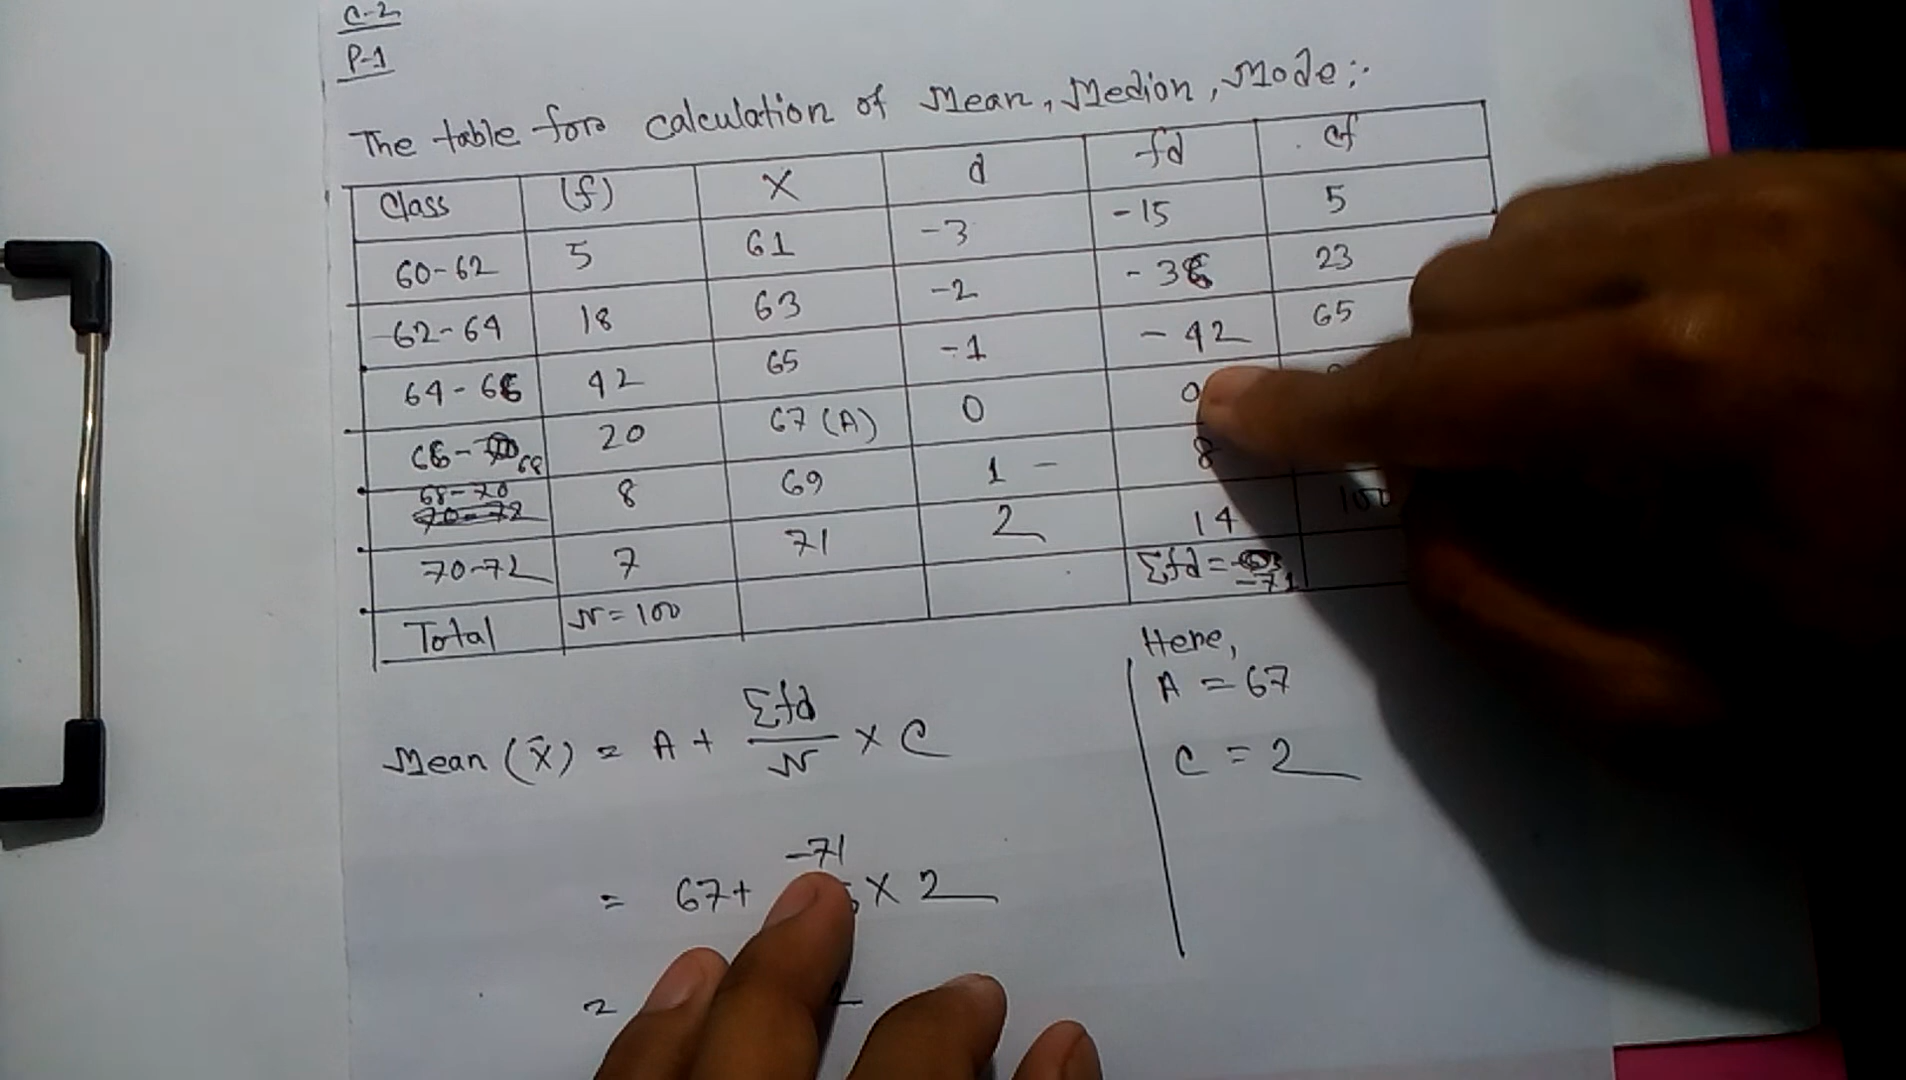 C-2
P-1
The table for calculation of Mean, Median, Mode:
Class (f) X d fd cf
60-62 5 61 -3 -15 5
62-64 18 63 -2 -36 23
64-66 42 65 -1 -42 65
66-68 20 67 (A) 0 0
68-70 8 69 1 - 8
70-72 7 71 2 14 100
Total N = 100 Σfd = -71
Mean (x̄) = A + Σfd/N × C
= 67 + -71 × 2
=
Here,
A = 67
C = 2